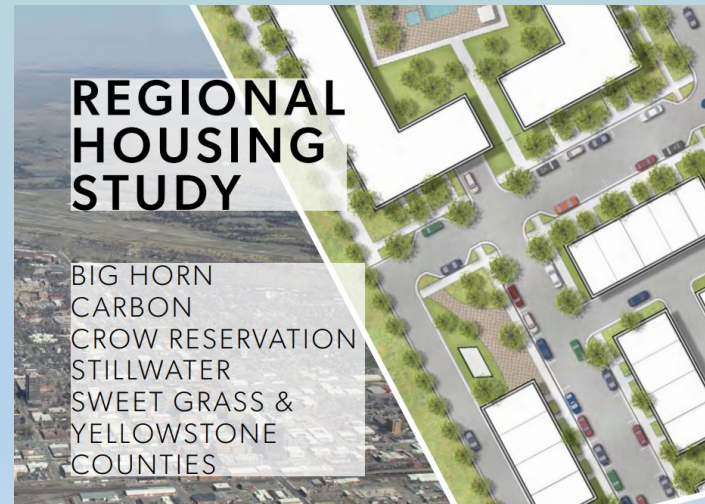 REGIONAL
HOUSING
STUDY
BIG HORN
CARBON
CROW RESERVATION
STILLWATER
SWEET GRASS &
YELLOWSTONE
COUNTIES